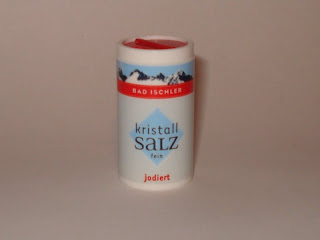 BAD ISCHLER
kristall
SALZ
fein
jodiert